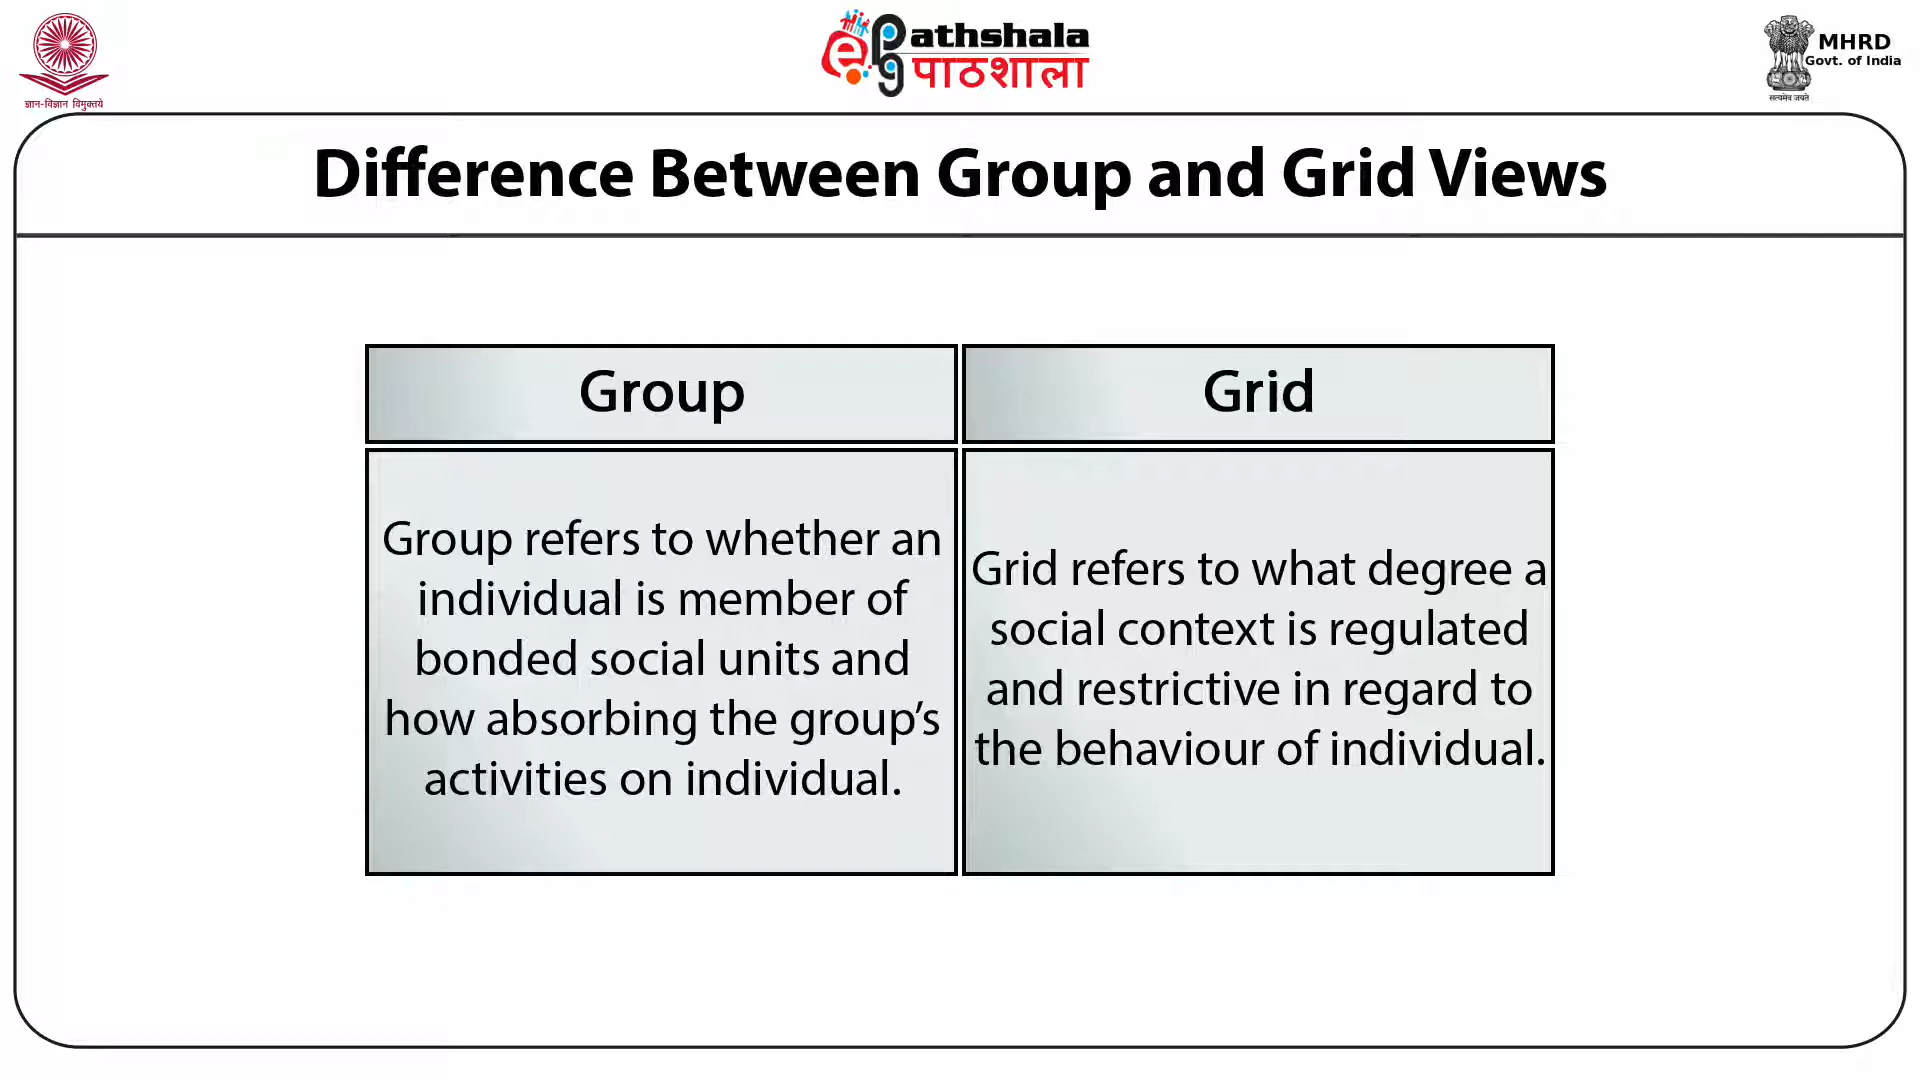 ज्ञान-विज्ञान विमुक्तये
ePathshala
पाठशाला
MHRD
Govt. of India
सत्यमेव जयते
Difference Between Group and Grid Views
Group
Group refers to whether an
individual is member of
bonded social units and
how absorbing the group’s
activities on individual.
Grid
Grid refers to what degree a
social context is regulated
and restrictive in regard to
the behaviour of individual.